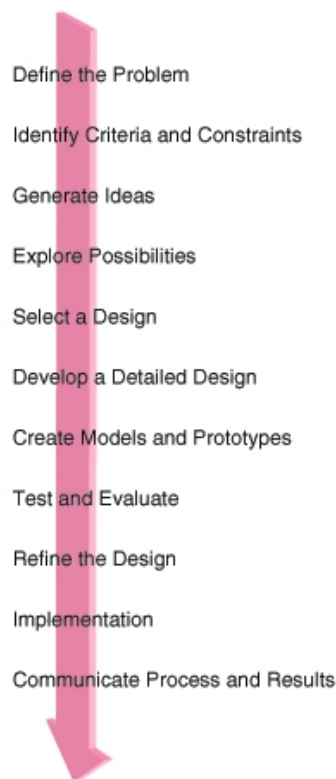 Define the Problem
Identify Criteria and Constraints
Generate Ideas
Explore Possibilities
Select a Design
Develop a Detailed Design
Create Models and Prototypes
Test and Evaluate
Refine the Design
Implementation
Communicate Process and Results